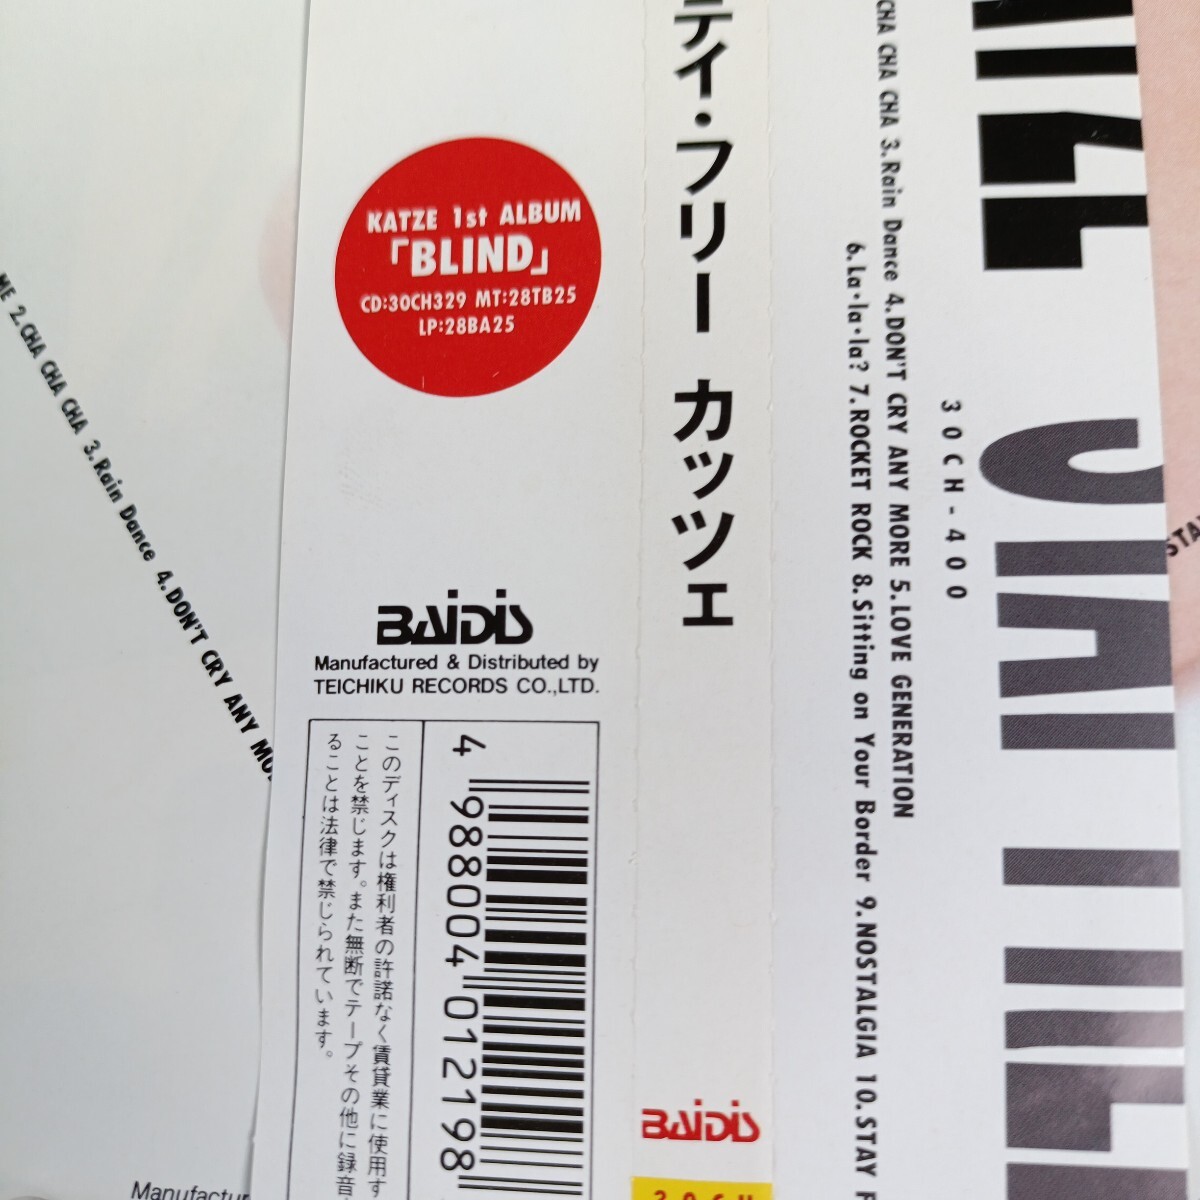 ME 2.CHA CHA CHA 3.Rain Dance 4.DON'T CRY ANY
KATZE 1st ALBUM
「BLIND」
CD:30CH329 MT:28TB25
LP:28BA25
BAIDIS
Manufactured & Distributed by
TEICHIKU RECORDS CO.,LTD.
このディスクは権利者の許諾なく賃貸業に使用す
ことを禁じます。また無断でテープその他に録音
ることは法律で禁じられています。
4 988004 012198
ティ・フリー カッツェ
BAIDIS
30CH-400
CHA CHA CHA 3.Rain Dance 4.DON'T CRY ANY MORE 5.LOVE GENERATION
6.La・la・la? 7.ROCKET ROCK 8.Sitting on Your Border 9.NOSTALGIA 10.STAY